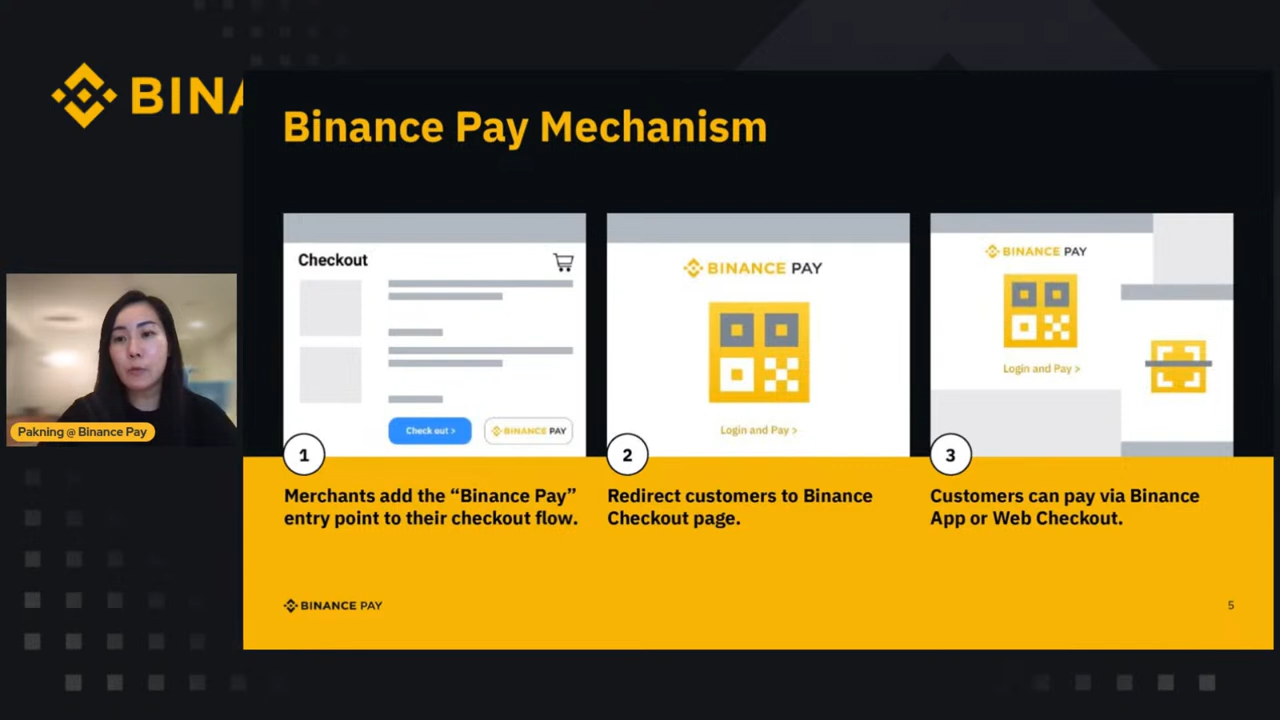 BINA
Binance Pay Mechanism
Checkout
Check out >
BINANCE PAY
BINANCE PAY
Login and Pay >
BINANCE PAY
Login and Pay >
Pakning @ Binance Pay
1
Merchants add the “Binance Pay”
entry point to their checkout flow.
2
Redirect customers to Binance
Checkout page.
3
Customers can pay via Binance
App or Web Checkout.
BINANCE PAY
5